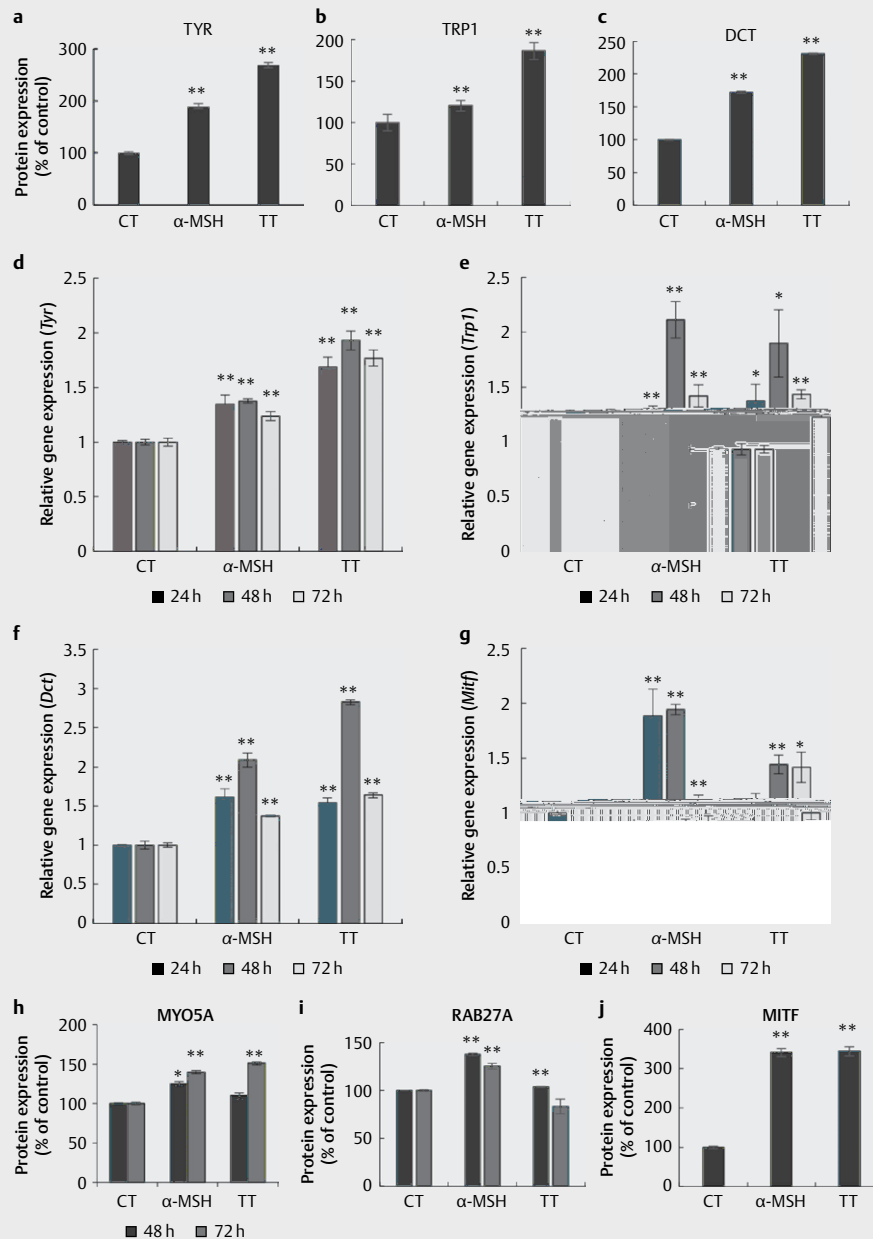 a
TYR
Protein expression
(% of control)
300
200
100
0
**
**
CT
α-MSH
TT
b
TRP1
200
150
100
50
0
**
**
CT
α-MSH
TT
c
DCT
250
200
150
100
50
0
**
**
CT
α-MSH
TT
d
Relative gene expression (Tyr)
2.5
2
1.5
1
0.5
0
** ** **
** ** **
CT
α-MSH
TT
24 h
48 h
72 h
e
Relative gene expression (Trp1)
2.5
2
1.5
1
0.5
0
** ** **
* * **
CT
α-MSH
TT
24 h
48 h
72 h
f
Relative gene expression (Dct)
3.5
3
2.5
2
1.5
1
0.5
0
** ** **
** ** **
CT
α-MSH
TT
24 h
48 h
72 h
g
Relative gene expression (Mitf)
2.5
2
1.5
1
0.5
0
** ** **
** *
CT
α-MSH
TT
24 h
48 h
72 h
h
MYO5A
Protein expression
(% of control)
200
150
100
50
0
* **
**
CT
α-MSH
TT
48 h
72 h
i
RAB27A
Protein expression
(% of control)
150
100
50
0
** **
**
CT
α-MSH
TT
j
MITF
Protein expression
(% of control)
400
300
200
100
0
**
**
CT
α-MSH
TT